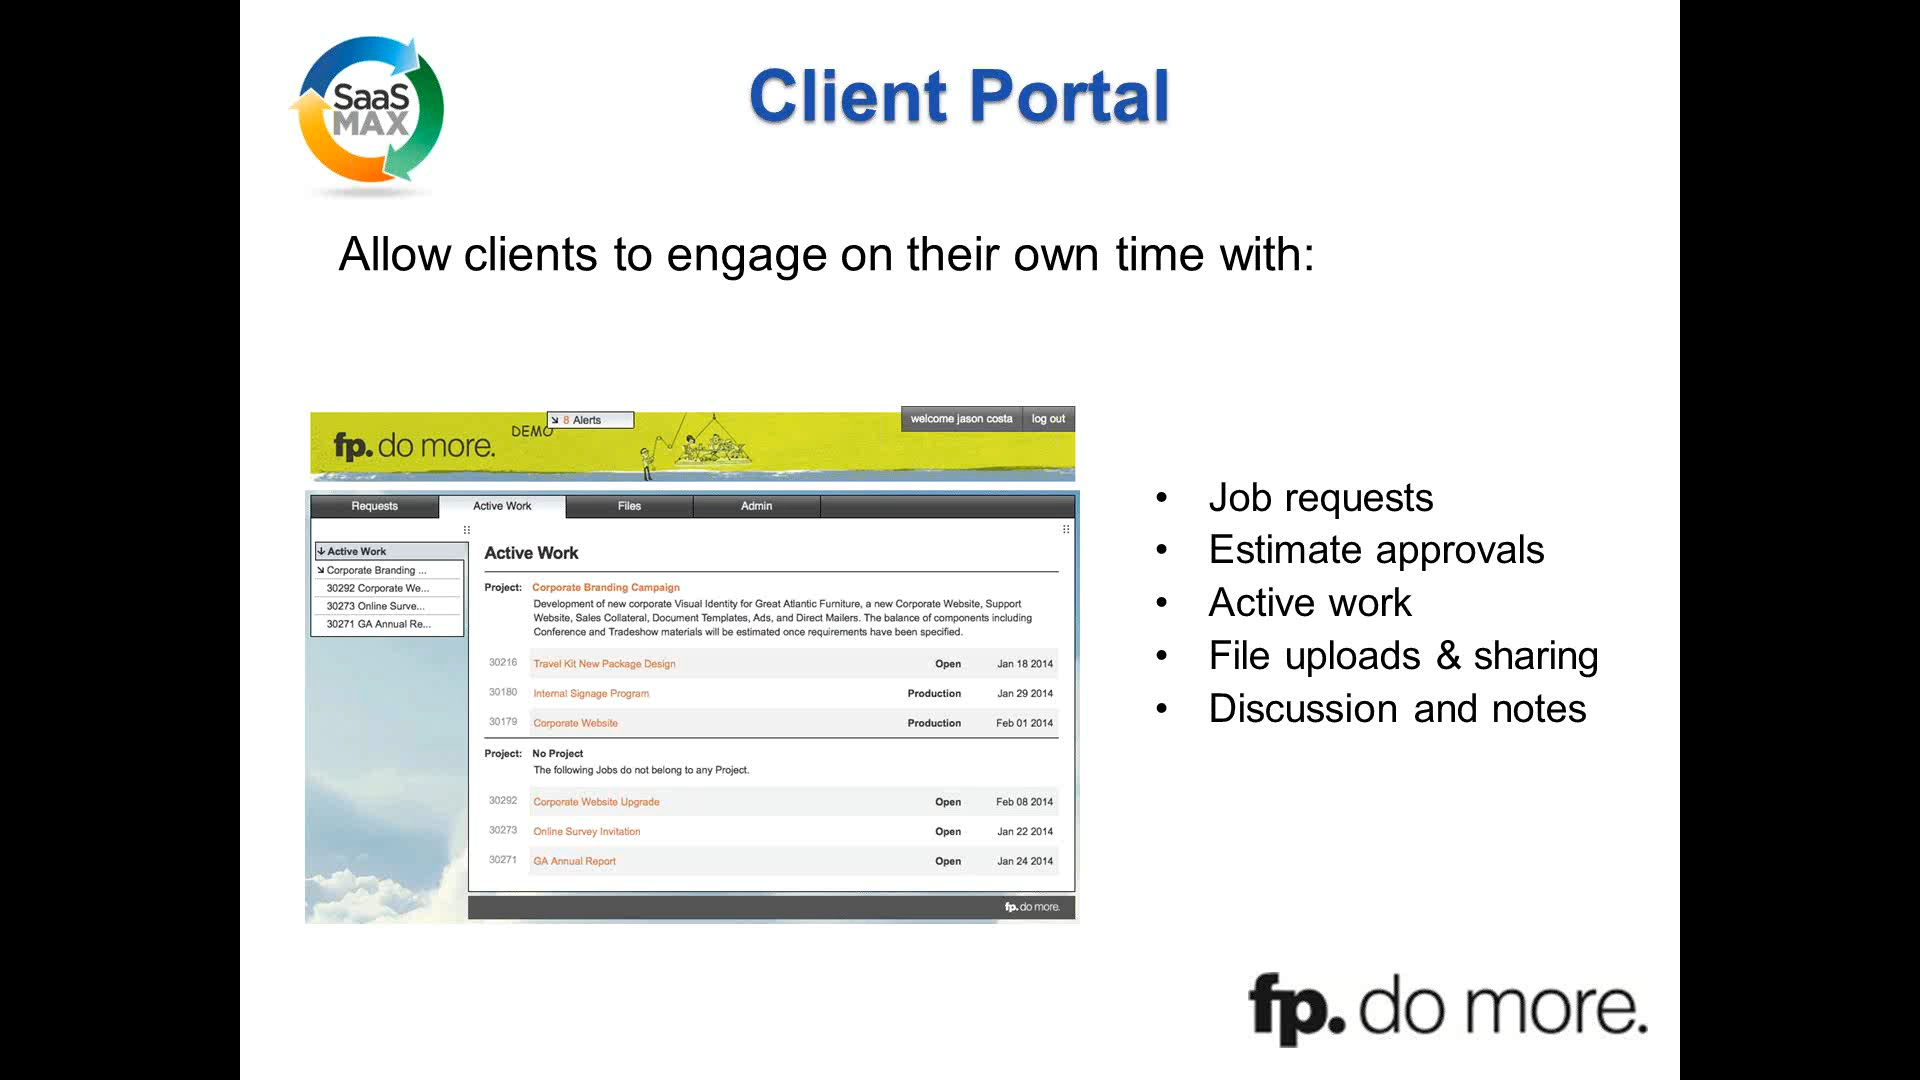 SaaS
MAX
Client Portal
Allow clients to engage on their own time with:
fp. do more.
DEMO
8 Alerts
welcome jason costa
log out
Requests
Active Work
Files
Admin
Active Work
Corporate Branding ...
30292 Corporate We...
30273 Online Surve...
30271 GA Annual Re...
Active Work
Project: Corporate Branding Campaign
Development of new corporate Visual Identity for Great Atlantic Furniture, a new Corporate Website, Support
Website, Sales Collateral, Document Templates, Ads, and Direct Mailers. The balance of components including
Conference and Tradeshow materials will be estimated once requirements have been specified.
30216 Travel Kit New Package Design Open Jan 18 2014
30180 Internal Signage Program Production Jan 29 2014
30179 Corporate Website Production Feb 01 2014
Project: No Project
The following Jobs do not belong to any Project.
30292 Corporate Website Upgrade Open Feb 08 2014
30273 Online Survey Invitation Open Jan 22 2014
30271 GA Annual Report Open Jan 24 2014
fp. do more.
• Job requests
• Estimate approvals
• Active work
• File uploads & sharing
• Discussion and notes
fp. do more.